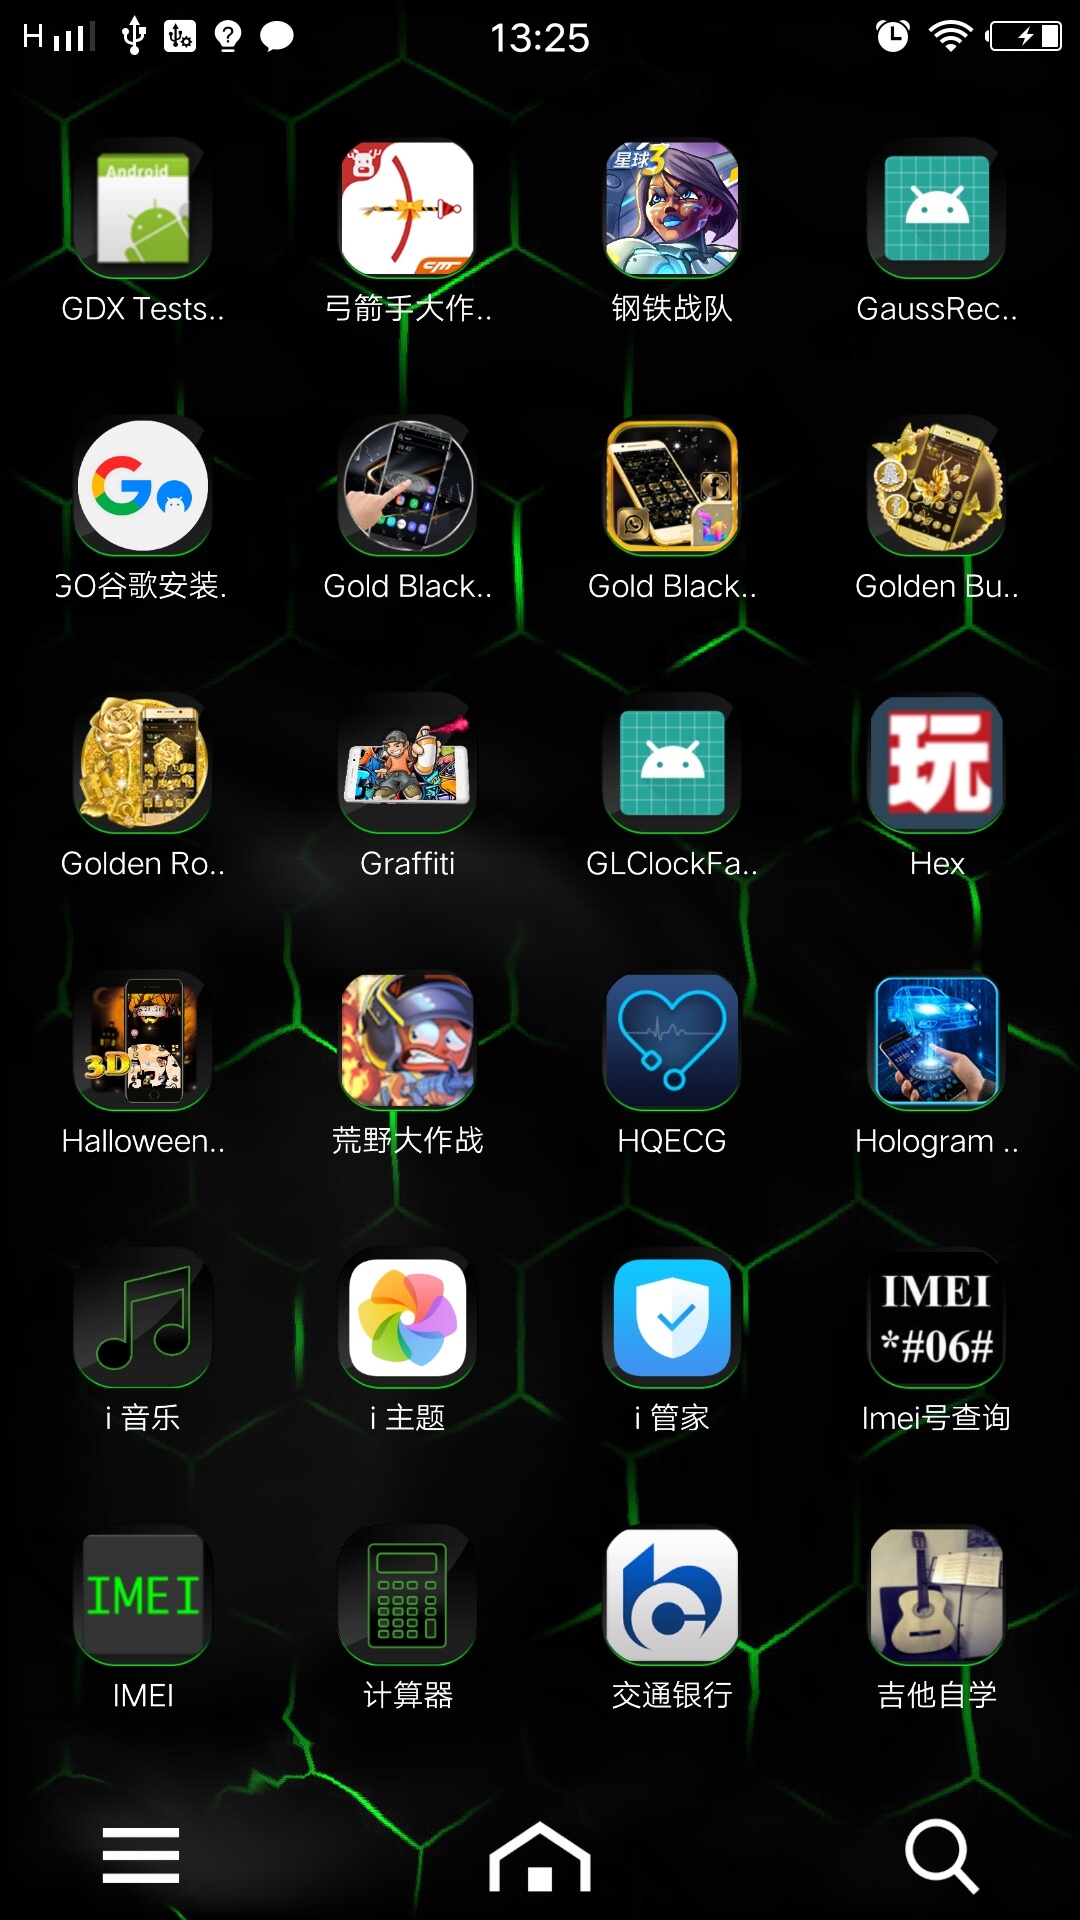 H
13:25
Android
GDX Tests..
CMT
弓箭手大作..
星球3
钢铁战队
GaussRec..
GO谷歌安装.
Gold Black..
Gold Black..
Golden Bu..
Golden Ro..
Graffiti
GLClockFa..
玩
Hex
3D
Halloween..
荒野大作战
HQECG
Hologram ..
i 音乐
i 主题
i 管家
IMEI
*#06#
Imei号查询
IMEI
IMEI
计算器
交通银行
吉他自学